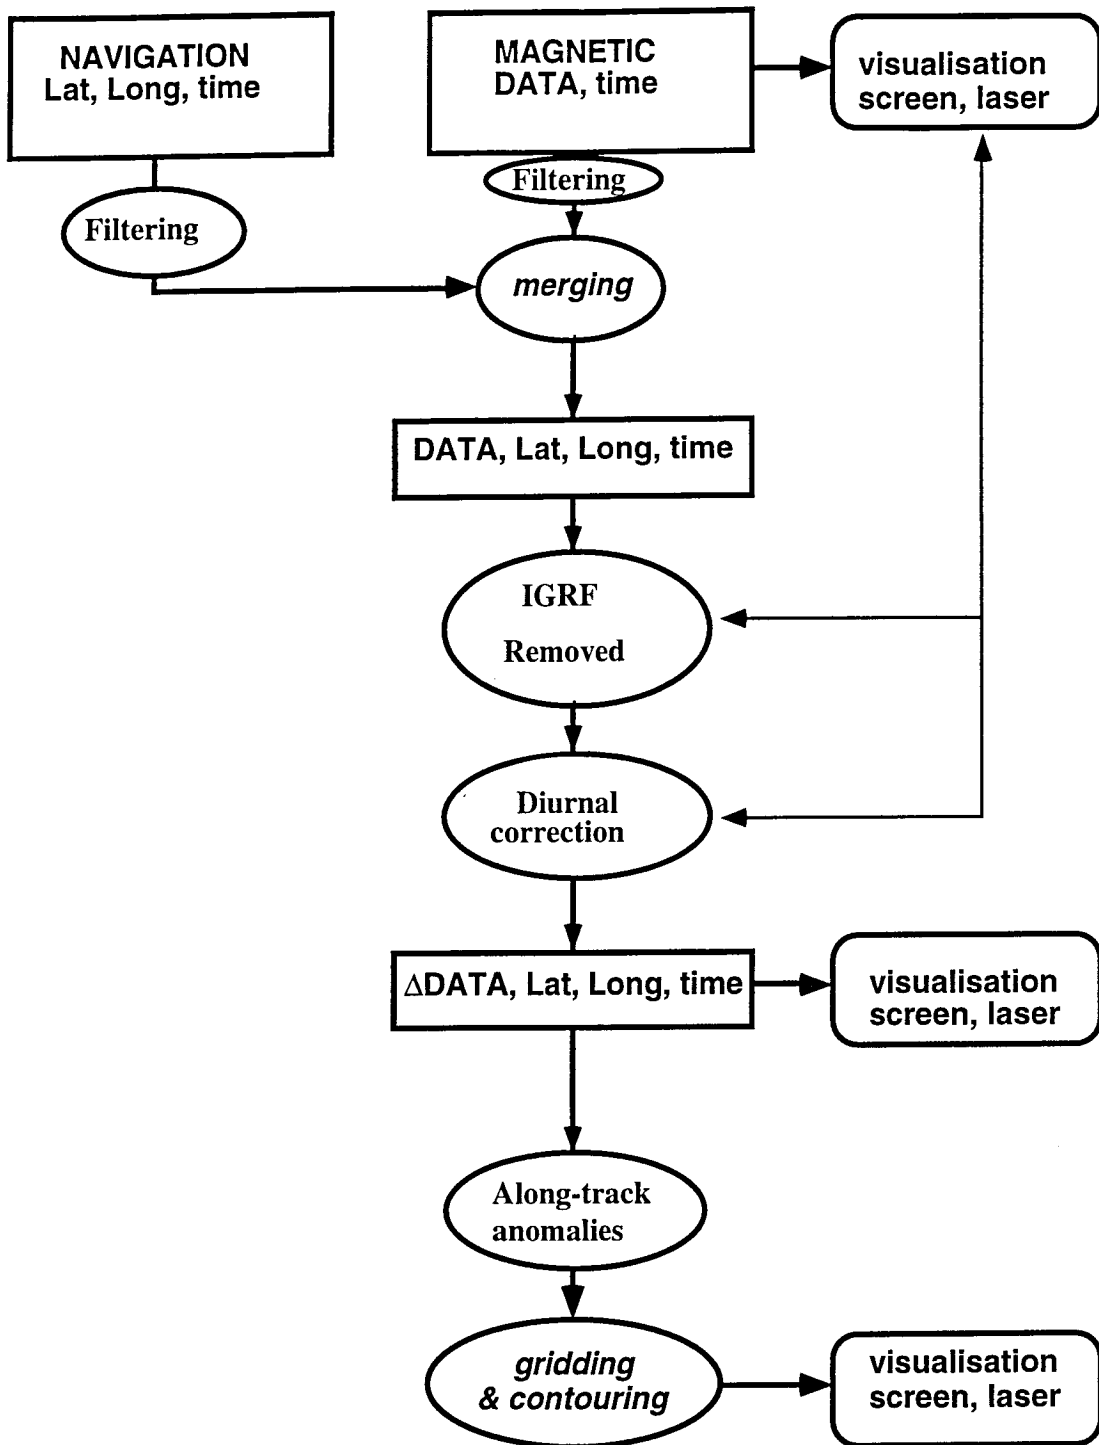 NAVIGATION
Lat, Long, time
MAGNETIC
DATA, time
visualisation
screen, laser
Filtering
Filtering
merging
DATA, Lat, Long, time
IGRF
Removed
Diurnal
correction
ΔDATA, Lat, Long, time
visualisation
screen, laser
Along-track
anomalies
gridding
& contouring
visualisation
screen, laser